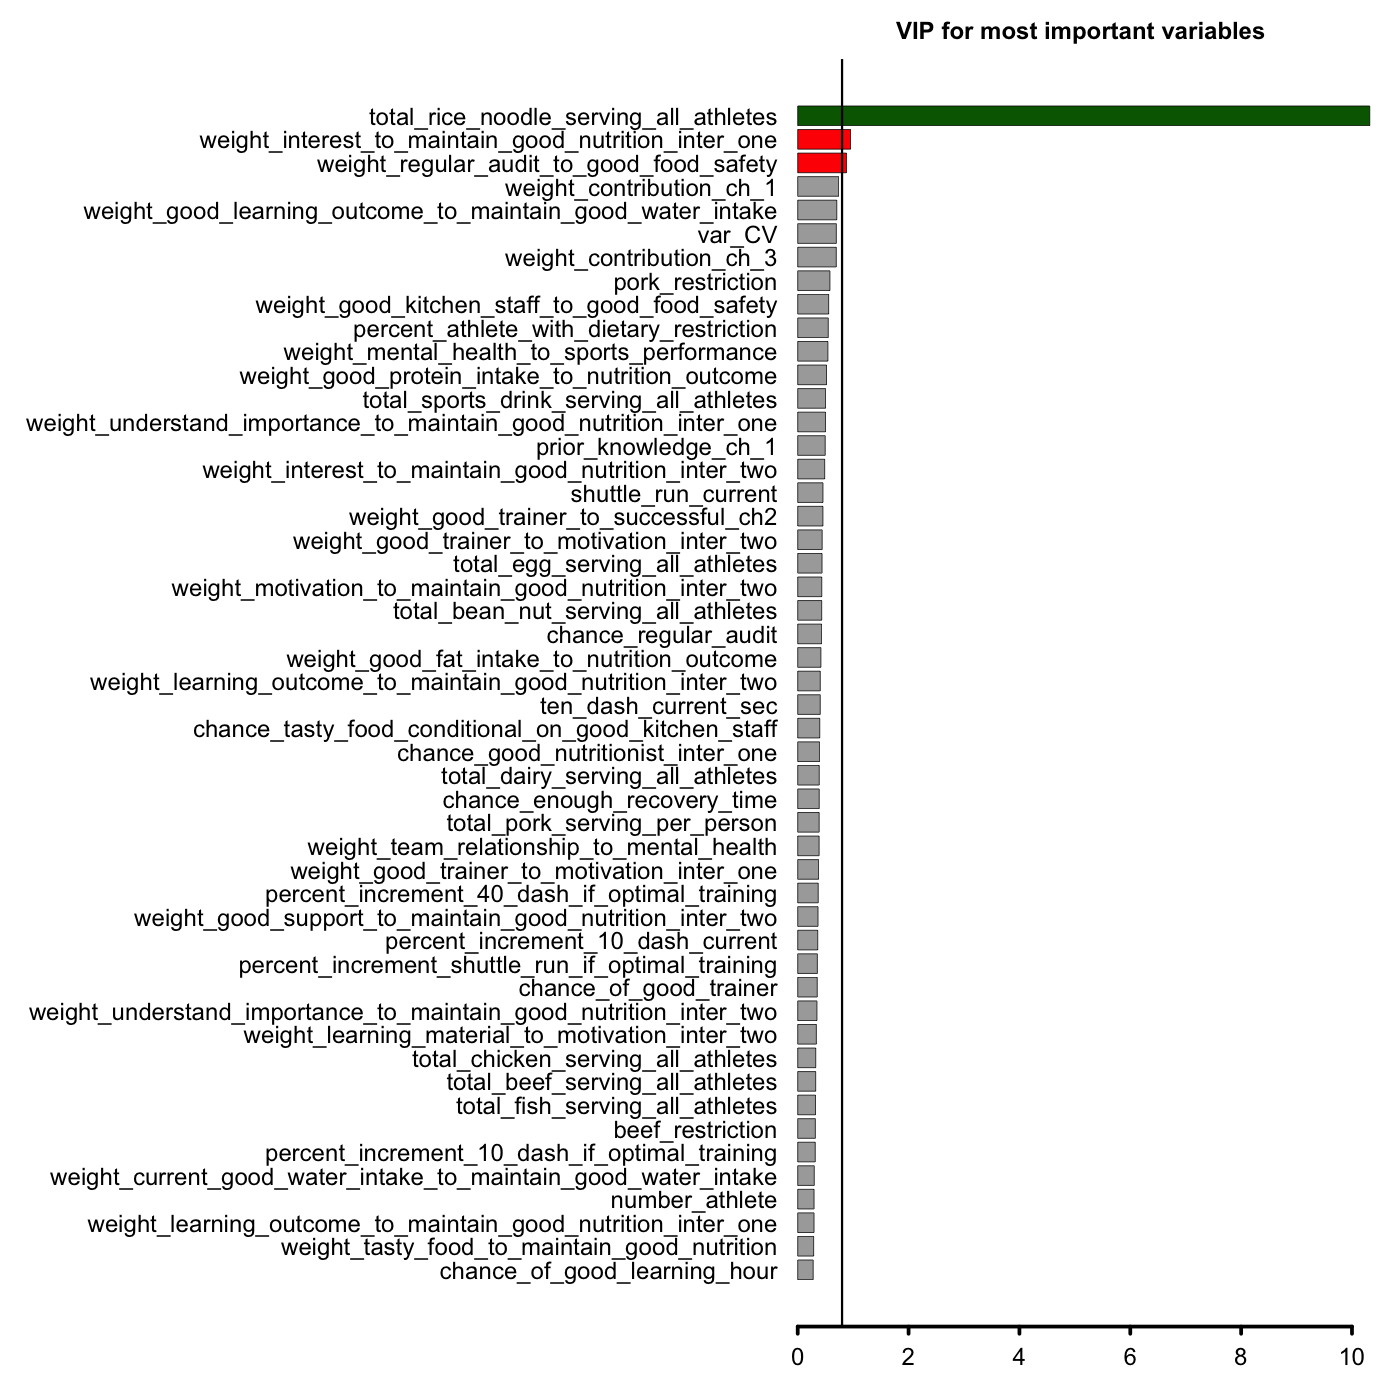 VIP for most important variables
total_rice_noodle_serving_all_athletes
weight_interest_to_maintain_good_nutrition_inter_one
weight_regular_audit_to_good_food_safety
weight_contribution_ch_1
weight_good_learning_outcome_to_maintain_good_water_intake
var_CV
weight_contribution_ch_3
pork_restriction
weight_good_kitchen_staff_to_good_food_safety
percent_athlete_with_dietary_restriction
weight_mental_health_to_sports_performance
weight_good_protein_intake_to_nutrition_outcome
total_sports_drink_serving_all_athletes
weight_understand_importance_to_maintain_good_nutrition_inter_one
prior_knowledge_ch_1
weight_interest_to_maintain_good_nutrition_inter_two
shuttle_run_current
weight_good_trainer_to_successful_ch2
weight_good_trainer_to_motivation_inter_two
total_egg_serving_all_athletes
weight_motivation_to_maintain_good_nutrition_inter_two
total_bean_nut_serving_all_athletes
chance_regular_audit
weight_good_fat_intake_to_nutrition_outcome
weight_learning_outcome_to_maintain_good_nutrition_inter_two
ten_dash_current_sec
chance_tasty_food_conditional_on_good_kitchen_staff
chance_good_nutritionist_inter_one
total_dairy_serving_all_athletes
chance_enough_recovery_time
total_pork_serving_per_person
weight_team_relationship_to_mental_health
weight_good_trainer_to_motivation_inter_one
percent_increment_40_dash_if_optimal_training
weight_good_support_to_maintain_good_nutrition_inter_two
percent_increment_10_dash_current
percent_increment_shuttle_run_if_optimal_training
chance_of_good_trainer
weight_understand_importance_to_maintain_good_nutrition_inter_two
weight_learning_material_to_motivation_inter_two
total_chicken_serving_all_athletes
total_beef_serving_all_athletes
total_fish_serving_all_athletes
beef_restriction
percent_increment_10_dash_if_optimal_training
weight_current_good_water_intake_to_maintain_good_water_intake
number_athlete
weight_learning_outcome_to_maintain_good_nutrition_inter_one
weight_tasty_food_to_maintain_good_nutrition
chance_of_good_learning_hour
0 2 4 6 8 10